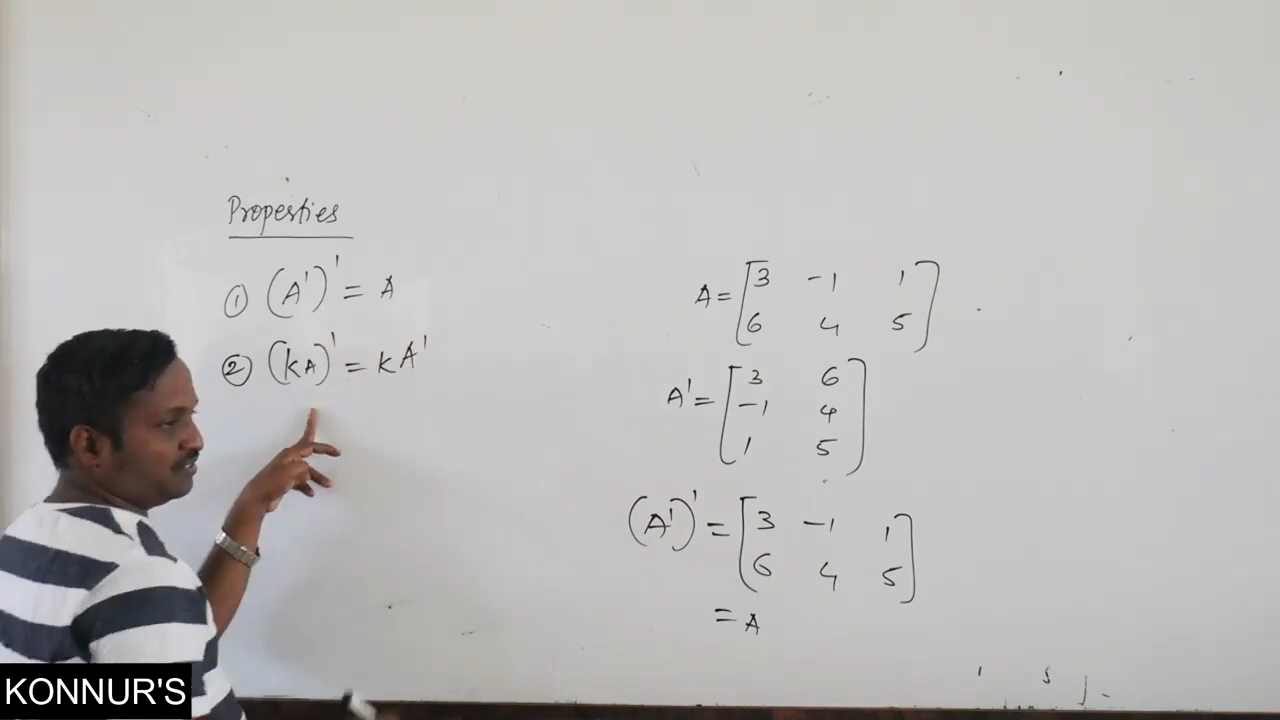 Properties
① (A')' = A
② (KA)' = KA'
A = [3 -1 1
6 4 5]
A' = [3 6
-1 4
1 5]
(A')' = [3 -1 1
6 4 5]
= A
KONNUR'S